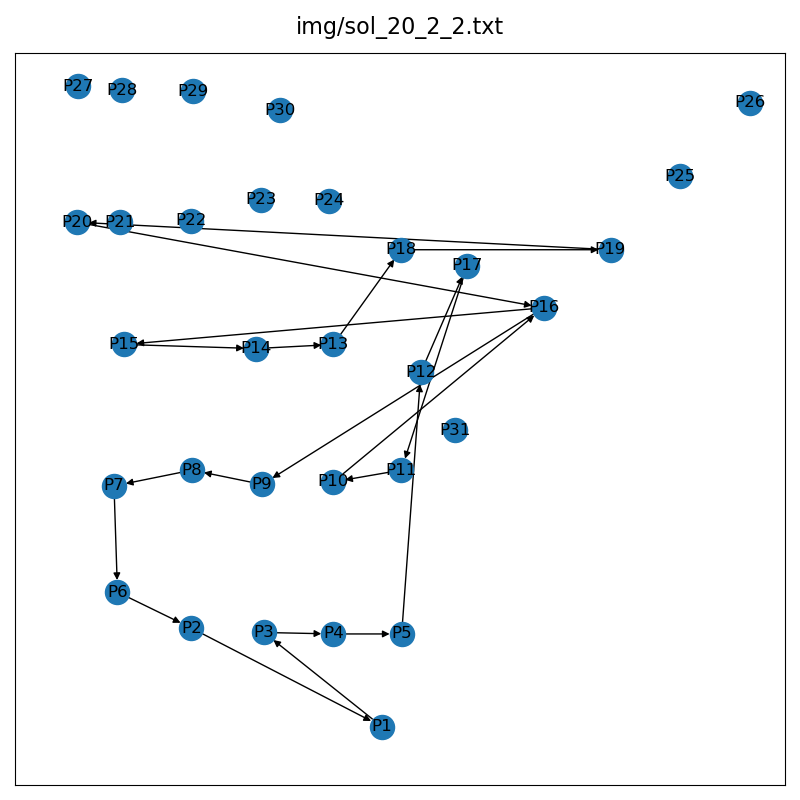 img/sol_20_2_2.txt
P27 P28 P29 P30 P26
P25
P23 P24
P20 P21 P22
P18 P19
P17
P16
P15 P14 P13
P12
P31
P7 P8 P9 P10 P11
P6
P2 P3 P4 P5
P1